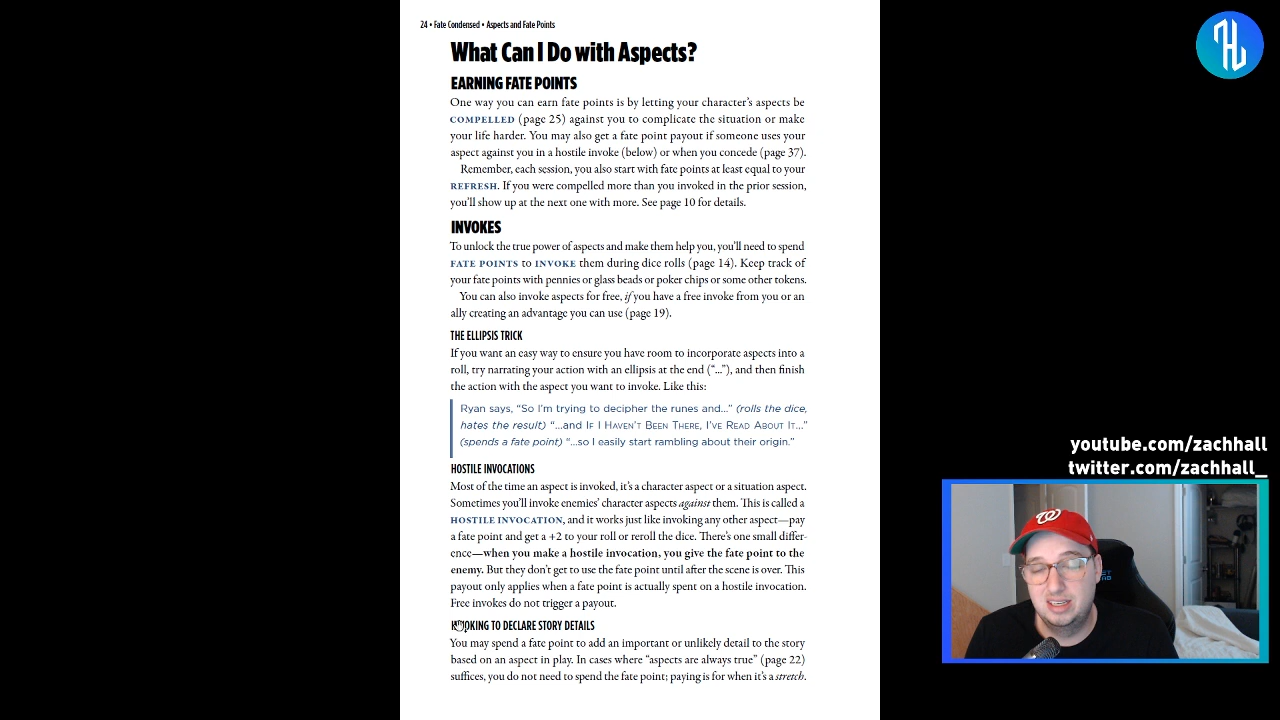 24 • Fate Condensed • Aspects and Fate Points
What Can I Do with Aspects?
EARNING FATE POINTS
One way you can earn fate points is by letting your character's aspects be
COMPELLED (page 25) against you to complicate the situation or make
your life harder. You may also get a fate point payout if someone uses your
aspect against you in a hostile invoke (below) or when you concede (page 37).
Remember, each session, you also start with fate points at least equal to your
REFRESH. If you were compelled more than you invoked in the prior session,
you'll show up at the next one with more. See page 10 for details.
INVOKES
To unlock the true power of aspects and make them help you, you'll need to spend
FATE POINTS to INVOKE them during dice rolls (page 14). Keep track of
your fate points with pennies or glass beads or poker chips or some other tokens.
You can also invoke aspects for free, if you have a free invoke from you or an
ally creating an advantage you can use (page 19).
THE ELLIPSIS TRICK
If you want an easy way to ensure you have room to incorporate aspects into a
roll, try narrating your action with an ellipsis at the end ("..."), and then finish
the action with the aspect you want to invoke. Like this:
Ryan says, "So I'm trying to decipher the runes and..." (rolls the dice,
hates the result) "...and If I Haven't Been There, I've Read About It..."
(spends a fate point) "...so I easily start rambling about their origin."
HOSTILE INVOCATIONS
Most of the time an aspect is invoked, it's a character aspect or a situation aspect.
Sometimes you'll invoke enemies' character aspects against them. This is called a
HOSTILE INVOCATION, and it works just like invoking any other aspect—pay
a fate point and get a +2 to your roll or reroll the dice. There's one small differ-
ence—when you make a hostile invocation, you give the fate point to the
enemy. But they don't get to use the fate point until after the scene is over. This
payout only applies when a fate point is actually spent on a hostile invocation.
Free invokes do not trigger a payout.
INVOKING TO DECLARE STORY DETAILS
You may spend a fate point to add an important or unlikely detail to the story
based on an aspect in play. In cases where "aspects are always true" (page 22)
suffices, you do not need to spend the fate point; paying is for when it's a stretch.
youtube.com/zachhall
twitter.com/zachhall_
W